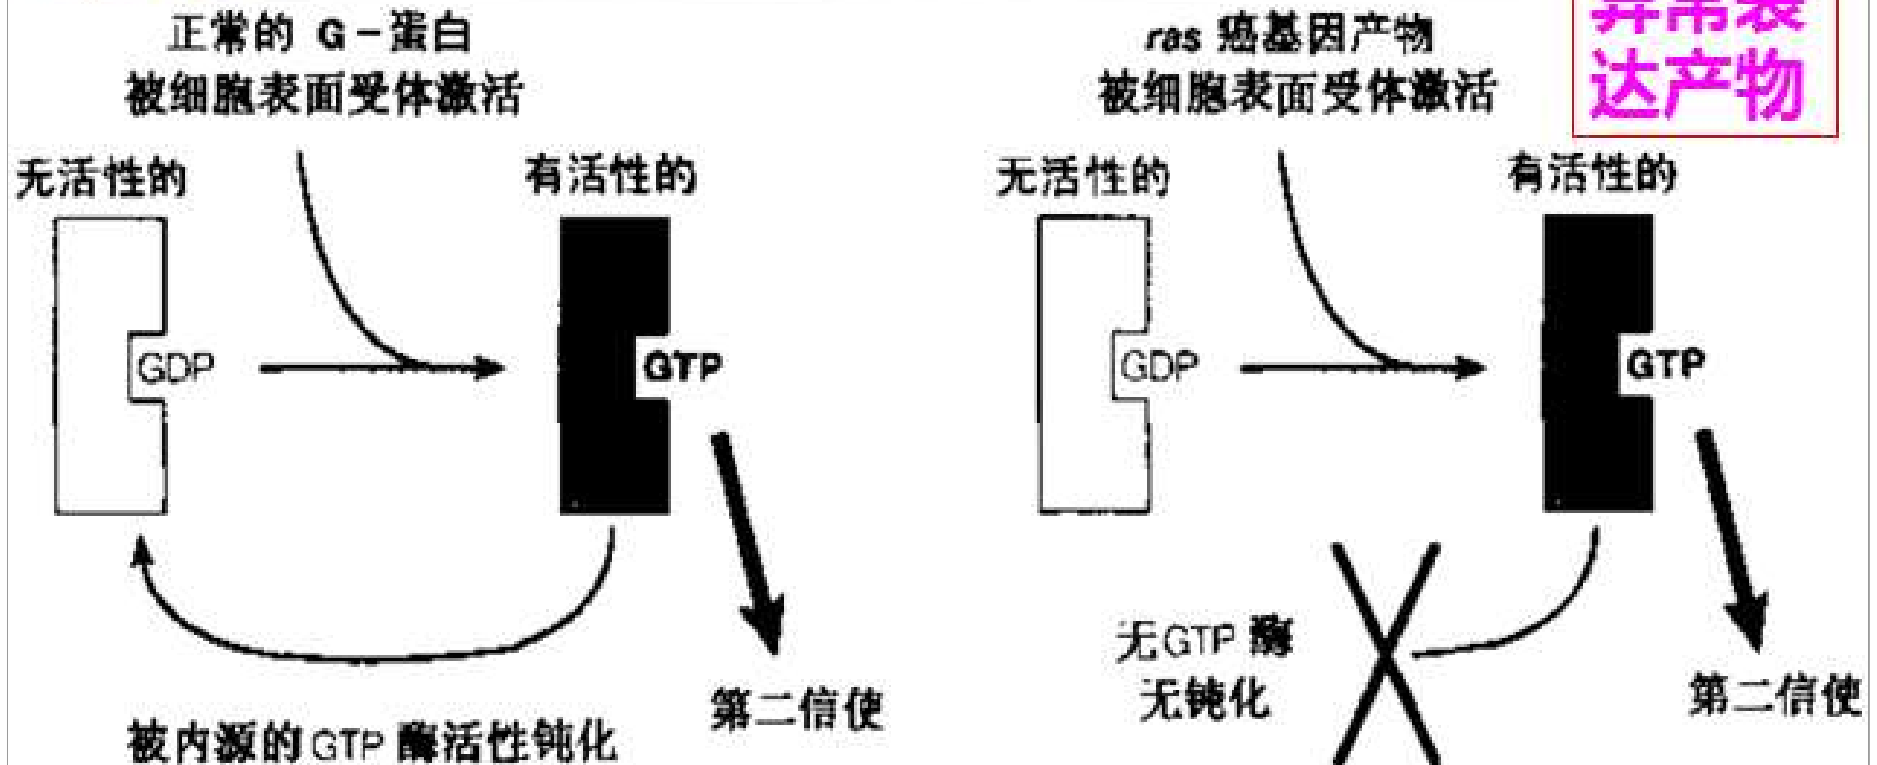 正常的 G-蛋白
被细胞表面受体激活
无活性的
有活性的
GDP
GTP
第二信使
被内源的GTP 酶活性钝化
ras 癌基因产物
被细胞表面受体激活
异常表
达产物
无活性的
有活性的
GDP
GTP
无GTP 酶
无钝化
第二信使